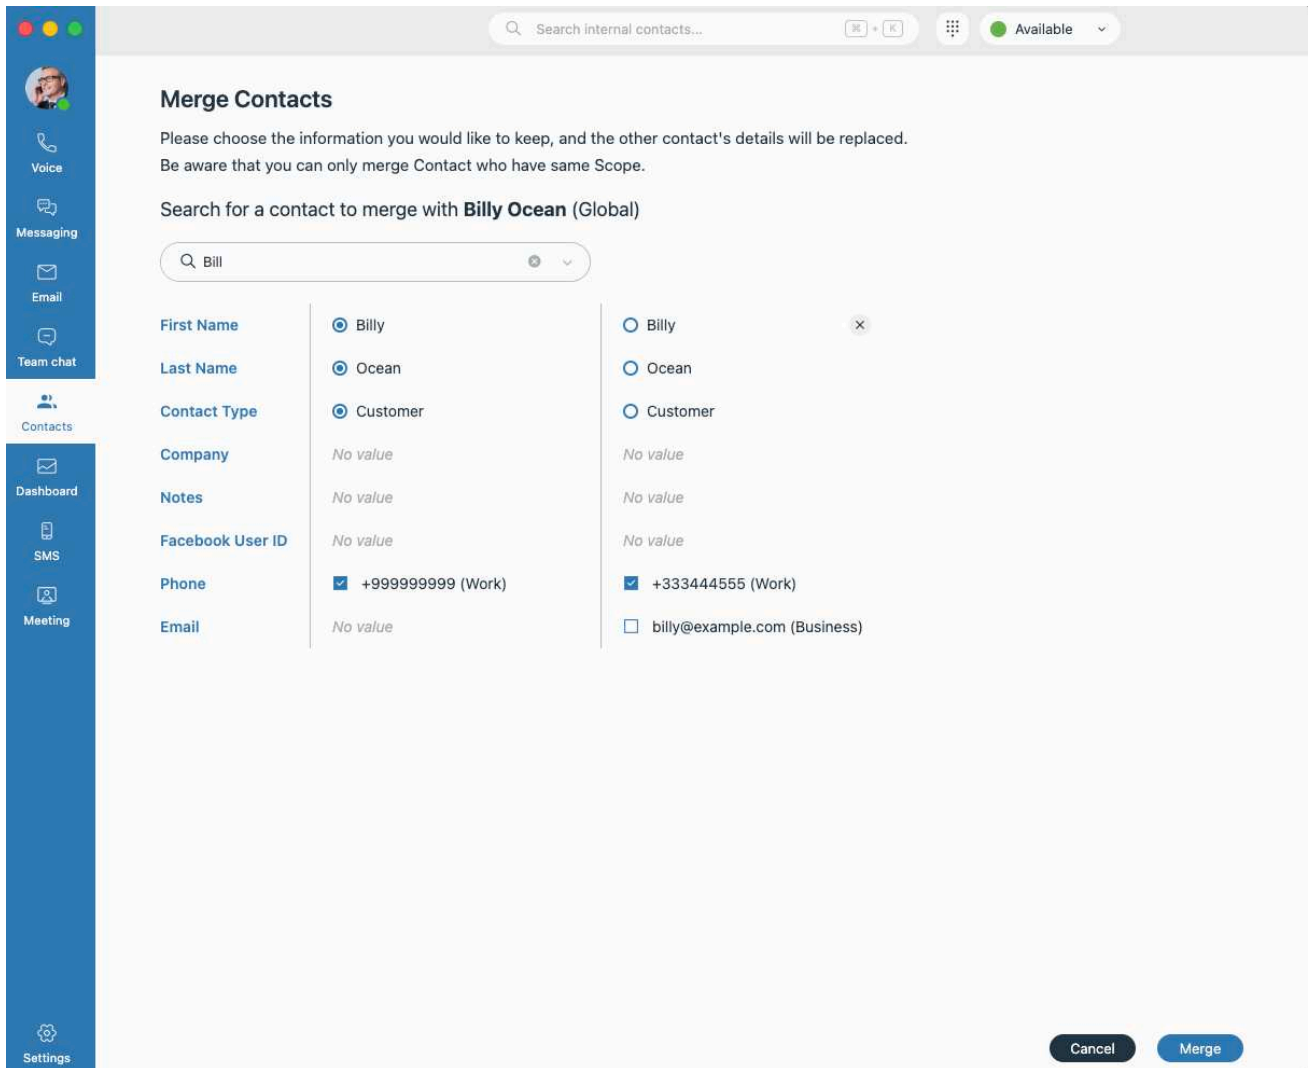 Search internal contacts... ⌘ + K
Available
Voice
Messaging
Email
Team chat
Contacts
Dashboard
SMS
Meeting
Settings
Merge Contacts
Please choose the information you would like to keep, and the other contact's details will be replaced.
Be aware that you can only merge Contact who have same Scope.
Search for a contact to merge with Billy Ocean (Global)
Bill
First Name Billy Billy
Last Name Ocean Ocean
Contact Type Customer Customer
Company No value No value
Notes No value No value
Facebook User ID No value No value
Phone +999999999 (Work) +333444555 (Work)
Email No value billy@example.com (Business)
Cancel Merge